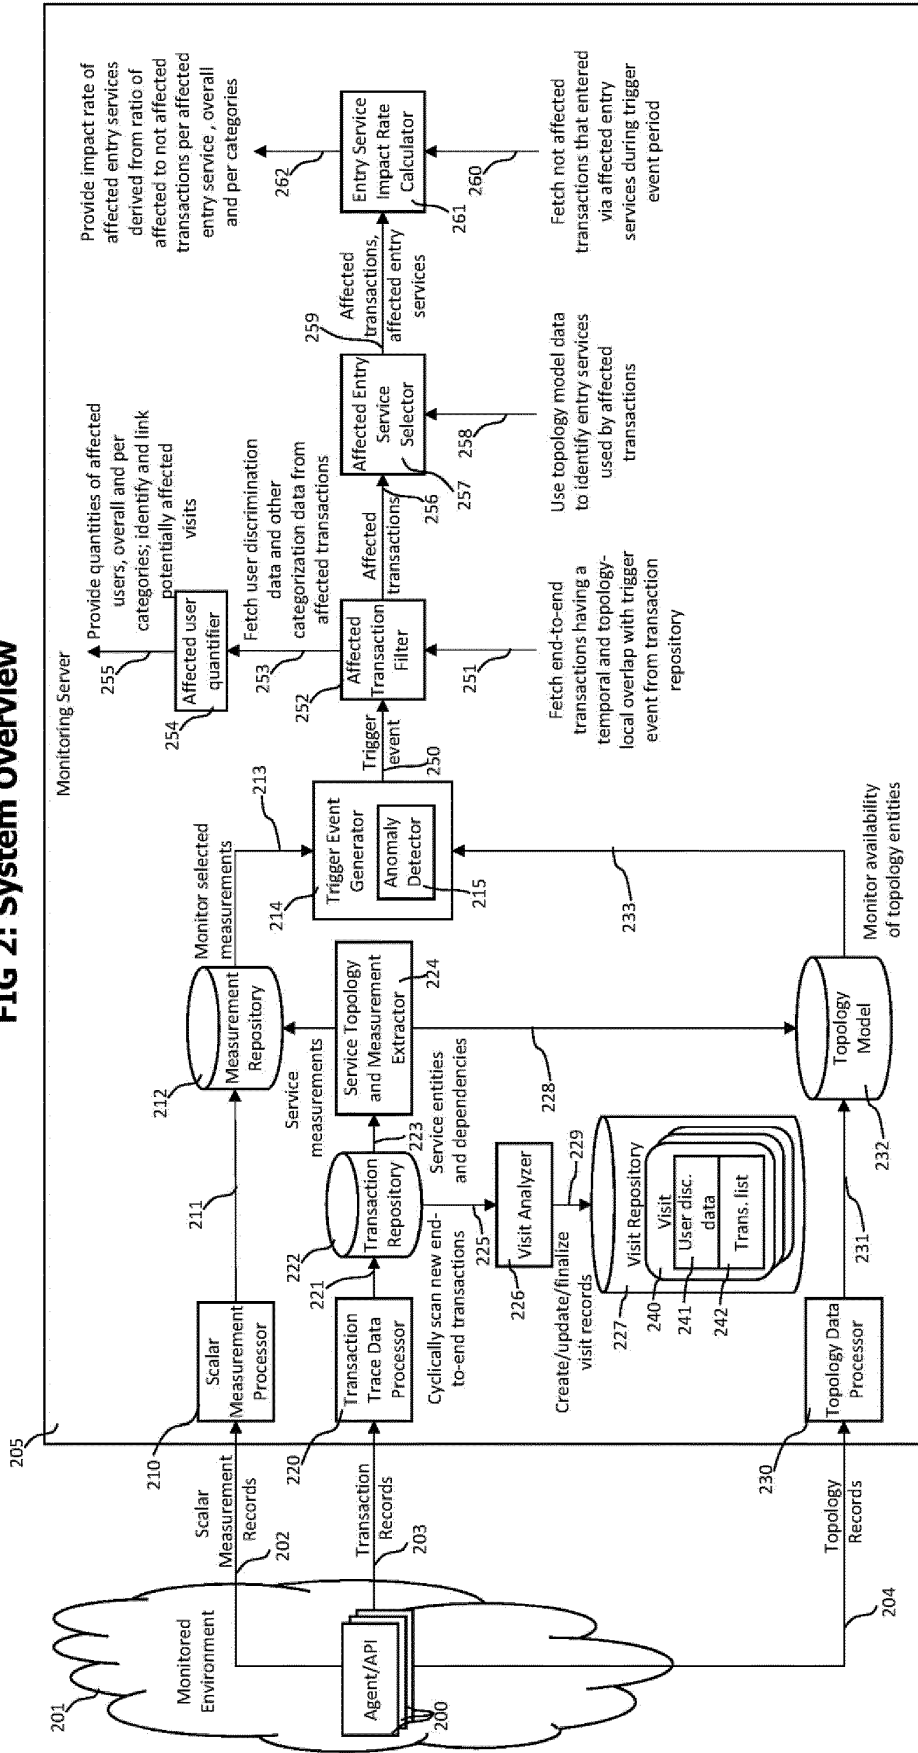 FIG 2: System overview
Monitoring Server
205
201
Monitored
Environment
Agent/API
200
Scalar
Measurement
Records
202
Transaction
Records
203
Topology
Records
204
Scalar
Measurement
Processor
210
211
Measurement
Repository
212
Monitor selected
measurements
213
Transaction
Trace Data
Processor
220
221
Transaction
Repository
222
223
Service
measurements
Service Topology
and Measurement
Extractor
224
Service entities
and dependencies
228
Cyclically scan new end-
to-end transactions
225
Visit Analyzer
226
Create/update/finalize
visit records
229
Visit Repository
227
Visit
240
User disc.
data
241
Trans. list
242
Topology Data
Processor
230
231
Topology
Model
232
Monitor availability
of topology entities
233
Trigger Event
Generator
214
Anomaly
Detector
215
Trigger
event
250
Affected
Transaction
Filter
252
251
Fetch end-to-end
transactions having a
temporal and topology-
local overlap with trigger
event from transaction
repository
Fetch user discrimination
data and other
categorization data from
affected transactions
253
Affected user
quantifier
254
255
Provide quantities of affected
users, overall and per
categories; identify and link
potentially affected
visits
Affected
transactions
256
Affected Entry
Service
Selector
257
258
Use topology model data
to identify entry services
used by affected
transactions
259
Affected
transactions,
affected entry
services
Entry Service
Impact Rate
Calculator
261
260
Fetch not affected
transactions that entered
via affected entry
services during trigger
event period
262
Provide impact rate of
affected entry services
derived from ratio of
affected to not affected
transactions per affected
entry service , overall
and per categories